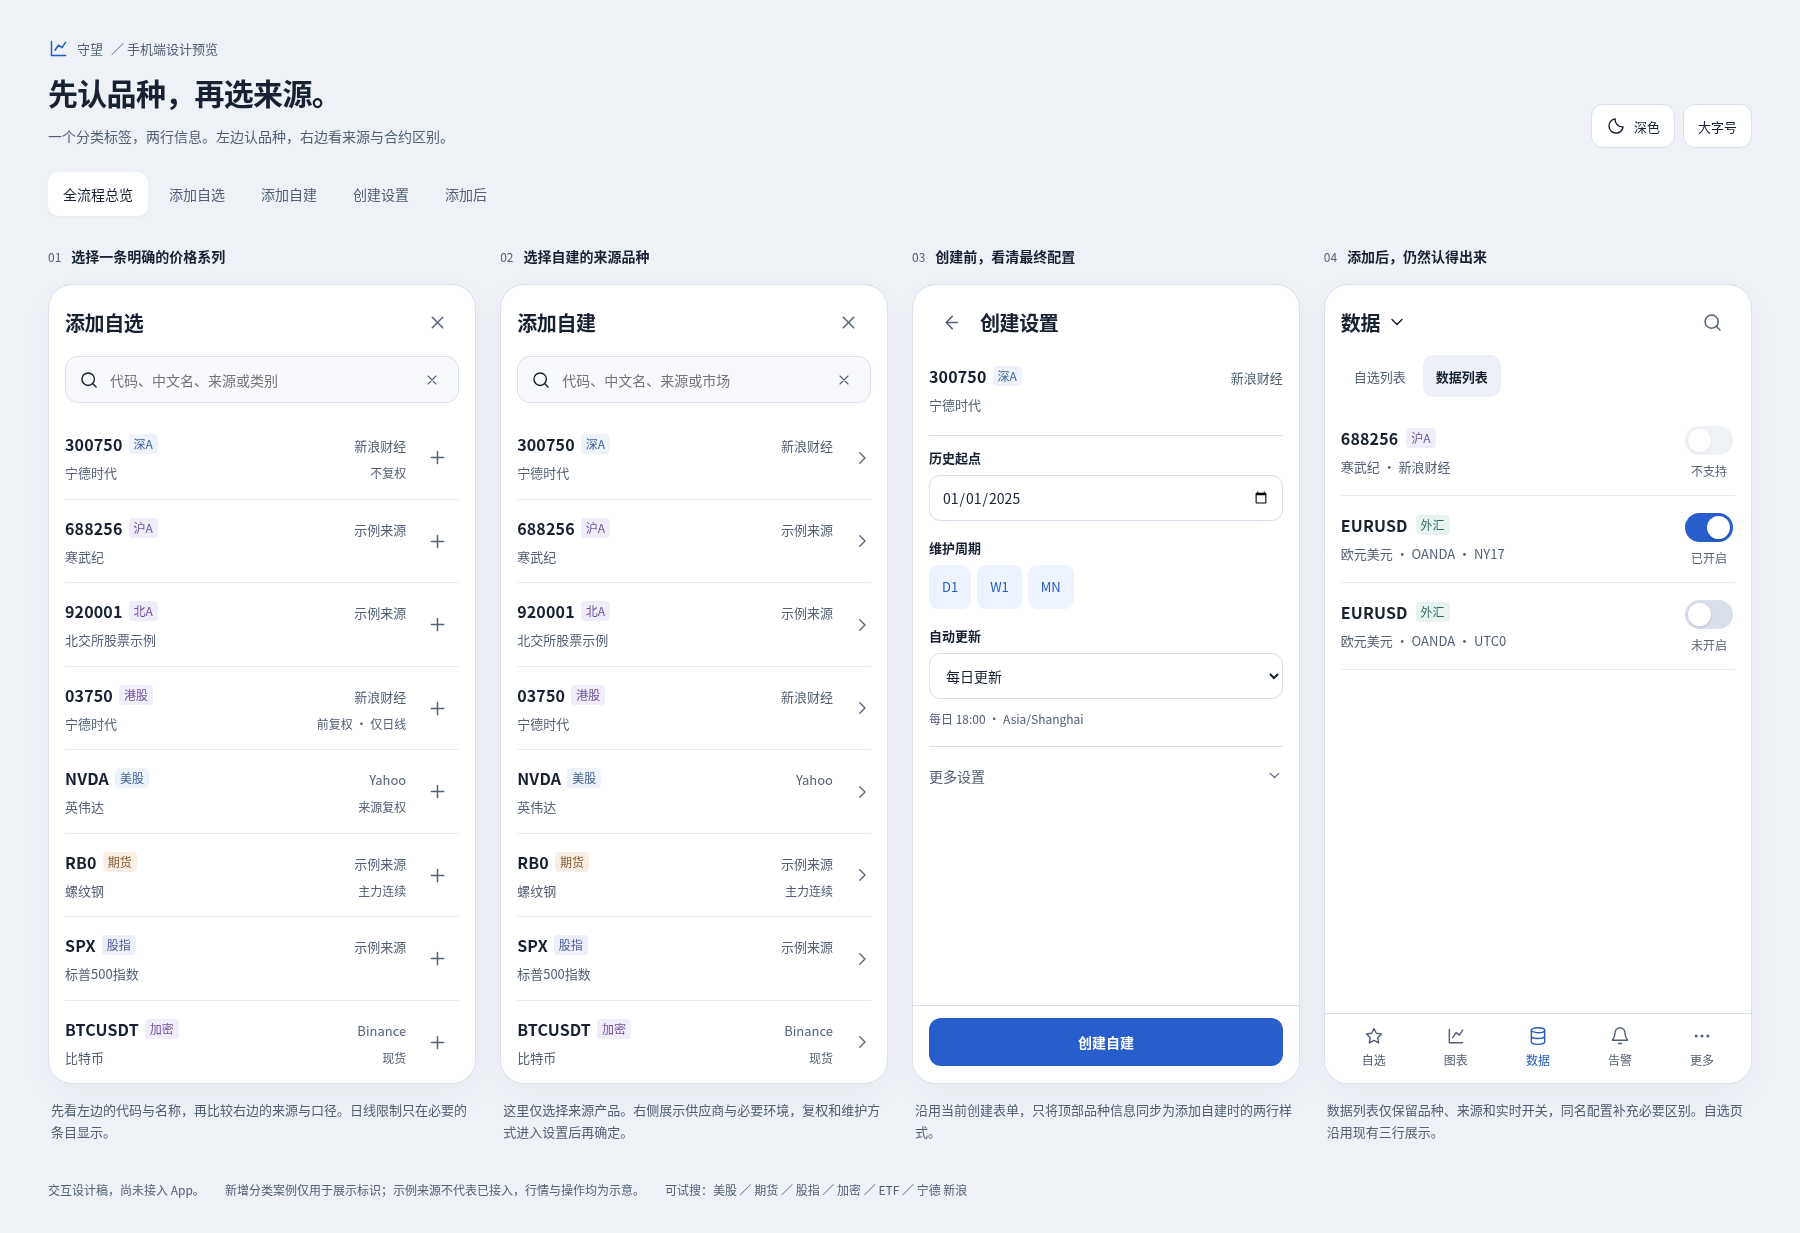 守望 ／ 手机端设计预览
先认品种，再选来源。
一个分类标签，两行信息。左边认品种，右边看来源与合约区别。
深色
大字号
全流程总览 添加自选 添加自建 创建设置 添加后
01 选择一条明确的价格系列
添加自选
代码、中文名、来源或类别
300750 深A 新浪财经
宁德时代 不复权
688256 沪A 示例来源
寒武纪
920001 北A 示例来源
北交所股票示例
03750 港股 新浪财经
宁德时代 前复权 · 仅日线
NVDA 美股 Yahoo
英伟达 来源复权
RB0 期货 示例来源
螺纹钢 主力连续
SPX 股指 示例来源
标普500指数
BTCUSDT 加密 Binance
比特币 现货
先看左边的代码与名称，再比较右边的来源与口径。日线限制只在必要的
条目显示。
02 选择自建的来源品种
添加自建
代码、中文名、来源或市场
300750 深A 新浪财经
宁德时代
688256 沪A 示例来源
寒武纪
920001 北A 示例来源
北交所股票示例
03750 港股 新浪财经
宁德时代
NVDA 美股 Yahoo
英伟达
RB0 期货 示例来源
螺纹钢 主力连续
SPX 股指 示例来源
标普500指数
BTCUSDT 加密 Binance
比特币 现货
这里仅选择来源产品。右侧展示供应商与必要环境，复权和维护方
式进入设置后再确定。
03 创建前，看清最终配置
创建设置
300750 深A 新浪财经
宁德时代
历史起点
01/01/2025
维护周期
D1 W1 MN
自动更新
每日更新
每日 18:00 · Asia/Shanghai
更多设置
创建自建
沿用当前创建表单，只将顶部品种信息同步为添加自建时的两行样
式。
04 添加后，仍然认得出来
数据
自选列表 数据列表
688256 沪A
寒武纪 · 新浪财经 不支持
EURUSD 外汇
欧元美元 · OANDA · NY17 已开启
EURUSD 外汇
欧元美元 · OANDA · UTC0 未开启
自选 图表 数据 告警 更多
数据列表仅保留品种、来源和实时开关，同名配置补充必要区别。自选页
沿用现有三行展示。
交互设计稿，尚未接入 App。 新增分类案例仅用于展示标识；示例来源不代表已接入，行情与操作均为示意。 可试搜：美股 ／ 期货 ／ 股指 ／ 加密 ／ ETF ／ 宁德 新浪